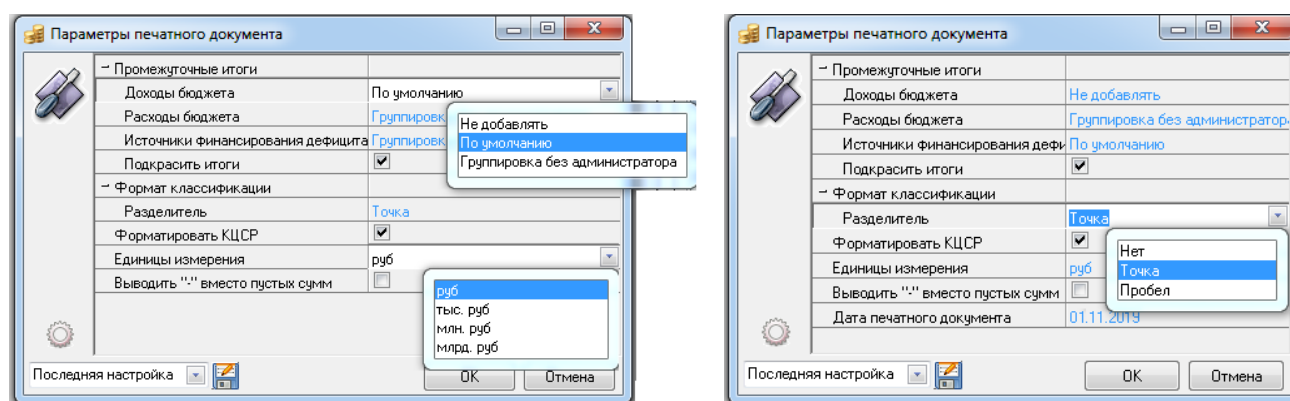 Параметры печатного документа
Промежуточные итоги
Доходы бюджета По умолчанию
Расходы бюджета Группировк
Источники финансирования дефицита Группировк
Подкрасить итоги
Формат классификации
Разделитель Точка
Форматировать КЦСР
Единицы измерения руб
Выводить "-" вместо пустых сумм
Не добавлять
По умолчанию
Группировка без администратора
руб
тыс. руб
млн. руб
млрд. руб
Последняя настройка ОК Отмена
Параметры печатного документа
Промежуточные итоги
Доходы бюджета Не добавлять
Расходы бюджета Группировка без администратор
Источники финансирования дефи По умолчанию
Подкрасить итоги
Формат классификации
Разделитель Точка
Форматировать КЦСР
Единицы измерения руб
Выводить "-" вместо пустых сумм
Дата печатного документа 01.11.2019
Нет
Точка
Пробел
Последняя настройка ОК Отмена